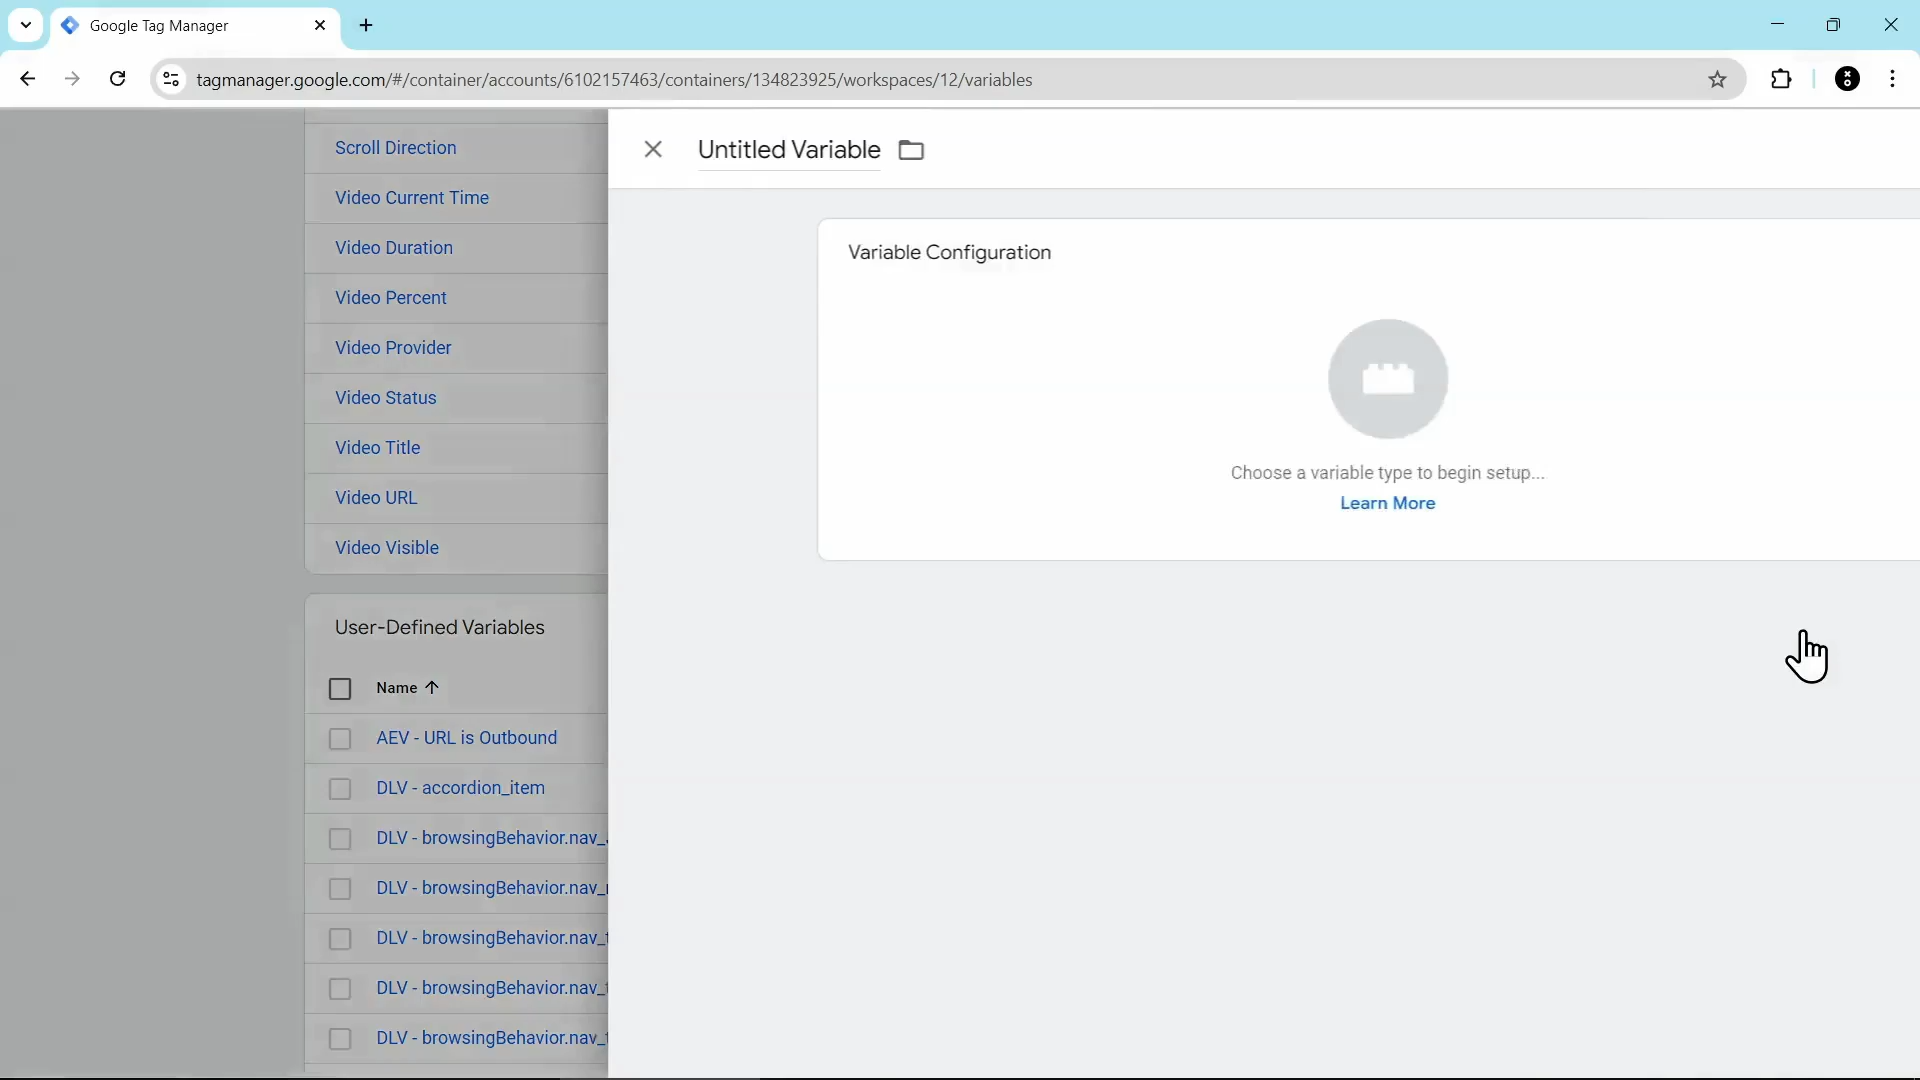 Google Tag Manager
tagmanager.google.com/#/container/accounts/6102157463/containers/134823925/workspaces/12/variables
Untitled Variable
Variable Configuration
Choose a variable type to begin setup...
Learn More
Scroll Direction
Video Current Time
Video Duration
Video Percent
Video Provider
Video Status
Video Title
Video URL
Video Visible
User-Defined Variables
Name
AEV - URL is Outbound
DLV - accordion_item
DLV - browsingBehavior.nav_
DLV - browsingBehavior.nav_
DLV - browsingBehavior.nav_t
DLV - browsingBehavior.nav_
DLV - browsingBehavior.nav_